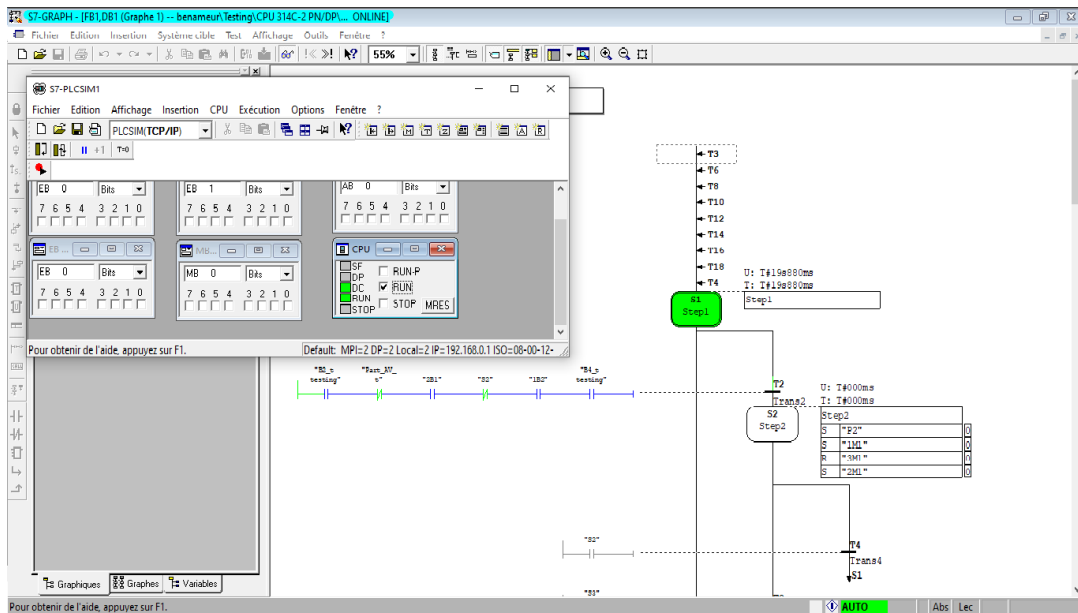 S7-GRAPH - [FB1,DB1 (Graphe 1) -- benameur\Testing\CPU 314C-2 PN/DP\... ONLINE]
Fichier Edition Insertion Système cible Test Affichage Outils Fenêtre ?
55%
S7-PLCSIM1
Fichier Edition Affichage Insertion CPU Exécution Options Fenêtre ?
PLCSIM(TCP/IP)
+1 T=0
EB 0 Bits
7 6 5 4 3 2 1 0
EB 1 Bits
7 6 5 4 3 2 1 0
AB 0 Bits
7 6 5 4 3 2 1 0
EB ...
EB 0 Bits
7 6 5 4 3 2 1 0
MB...
MB 0 Bits
7 6 5 4 3 2 1 0
CPU
SF
DP
DC
RUN
STOP
RUN-P
RUN
STOP MRES
Pour obtenir de l'aide, appuyez sur F1. Default: MPI=2 DP=2 Local=2 IP=192.168.0.1 ISO=08-00-12-
T3
T6
T8
T10
T12
T14
T16
T18
T4
U: T#19s880ms
T: T#19s880ms
S1
Step1
Step1
"Part_AV_
testing" t" "2B1" "S2" "1B2" testing"
T2
Trans2
U: T#000ms
T: T#000ms
S2
Step2
Step2
S "P2" 0
S "1M1" 0
R "3M1" 0
S "2M1" 0
"S2"
T4
Trans4
S1
"S3"
Graphiques Graphes Variables
Pour obtenir de l'aide, appuyez sur F1. AUTO Abs Lec